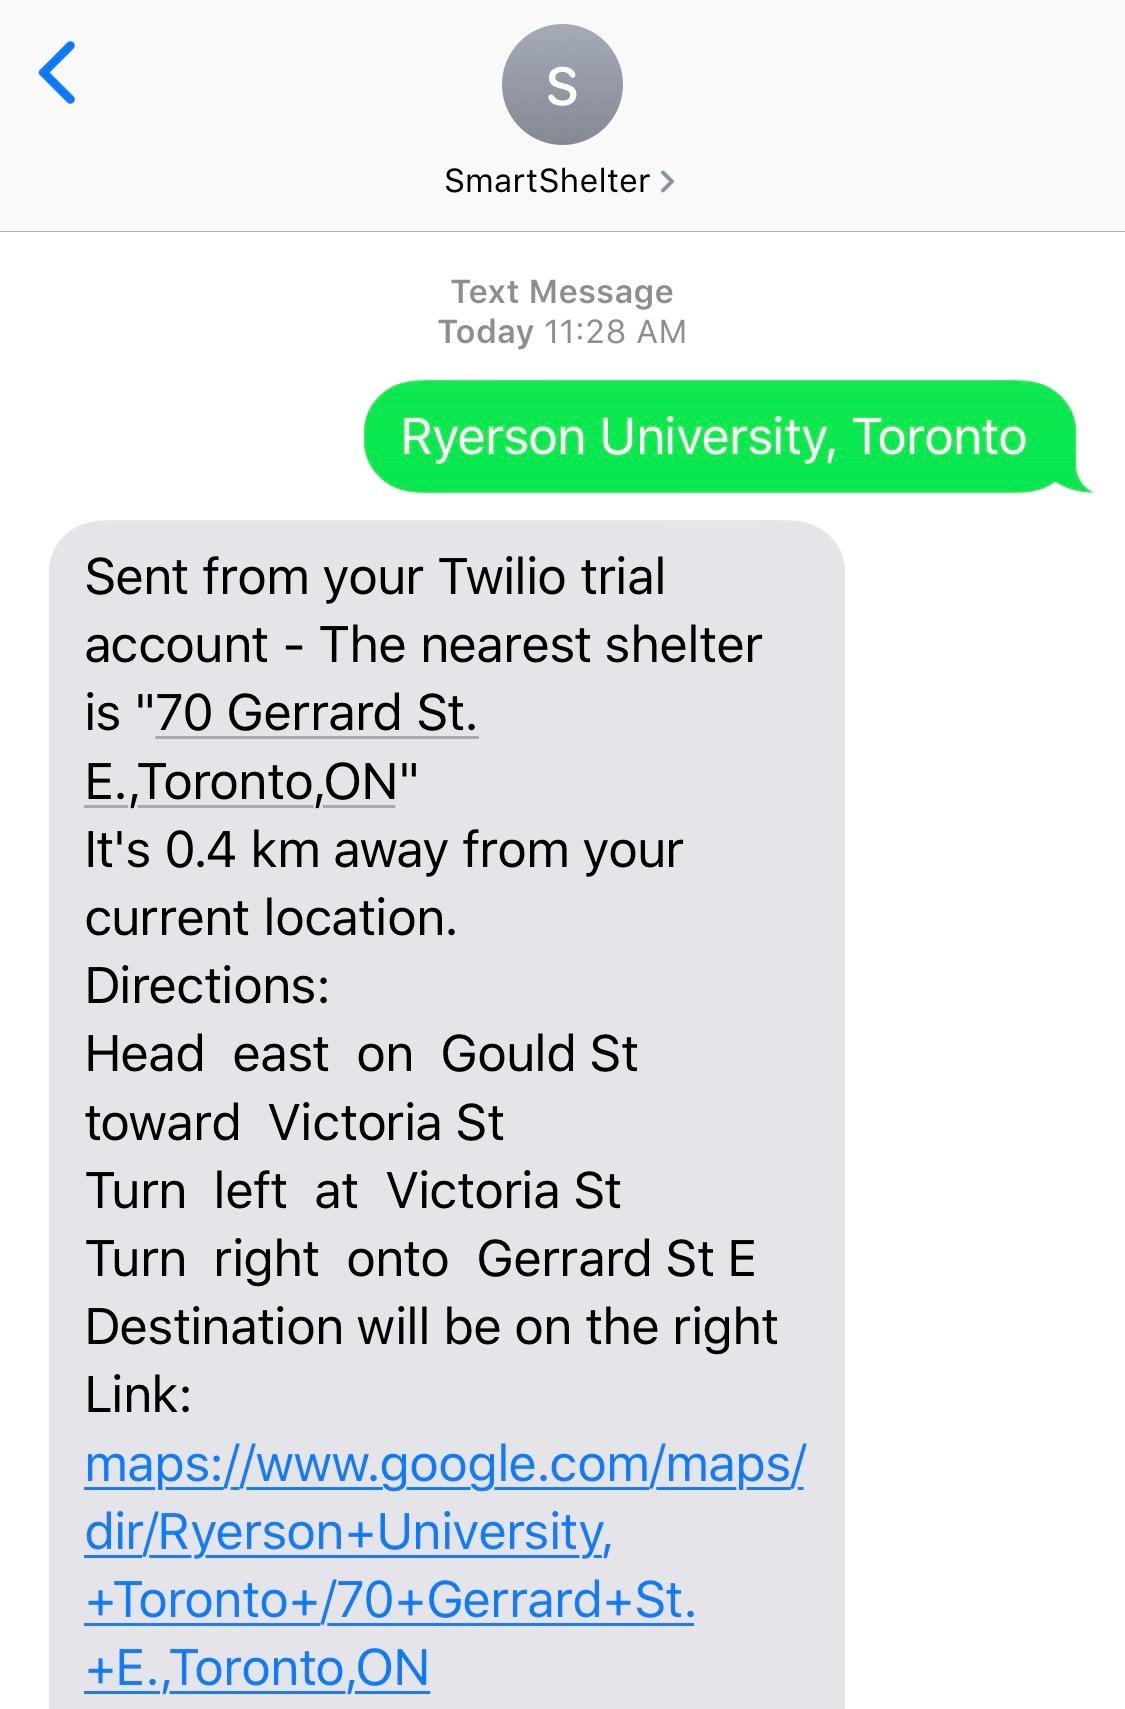 S
SmartShelter
Text Message
Today 11:28 AM
Ryerson University, Toronto
Sent from your Twilio trial
account - The nearest shelter
is "70 Gerrard St.
E.,Toronto,ON"
It's 0.4 km away from your
current location.
Directions:
Head  east  on  Gould St
toward  Victoria St
Turn  left  at  Victoria St
Turn  right  onto  Gerrard St E
Destination will be on the right
Link:
maps://www.google.com/maps/
dir/Ryerson+University,
+Toronto+/70+Gerrard+St.
+E.,Toronto,ON